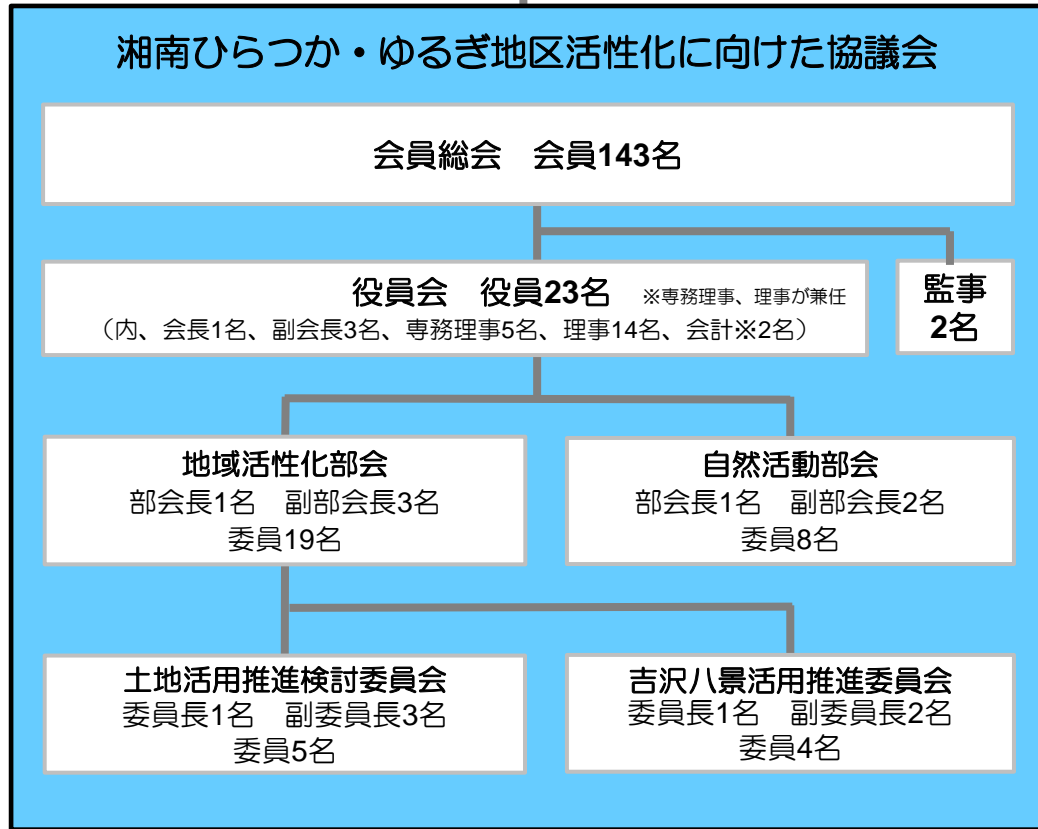 湘南ひらつか・ゆるぎ地区活性化に向けた協議会
会員総会　会員143名
役員会　役員23名　※専務理事、理事が兼任
（内、会長1名、副会長3名、専務理事5名、理事14名、会計※2名）
監事
2名
地域活性化部会
部会長1名　副部会長3名
委員19名
自然活動部会
部会長1名　副部会長2名
委員8名
土地活用推進検討委員会
委員長1名　副委員長3名
委員5名
吉沢八景活用推進委員会
委員長1名　副委員長2名
委員4名